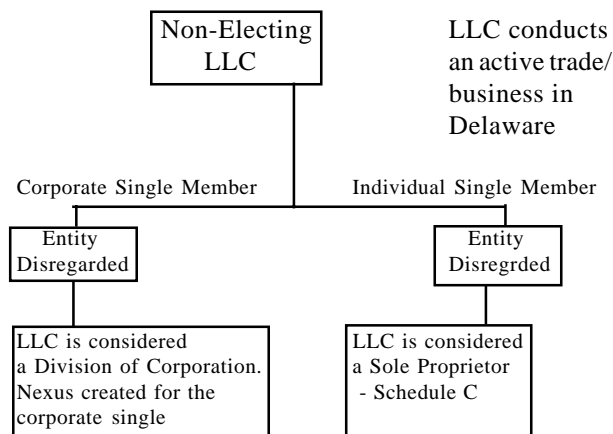 Non-Electing
LLC
LLC conducts
an active trade/
business in
Delaware
Corporate Single Member
Individual Single Member
Entity
Disregarded
Entity
Disregrded
LLC is considered
a Division of Corporation.
Nexus created for the
corporate single
LLC is considered
a Sole Proprietor
- Schedule C